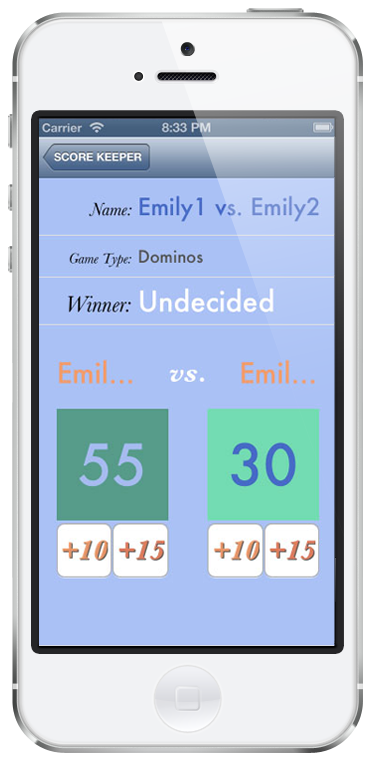 Carrier 8:33 PM
SCORE KEEPER
Name: Emily1 vs. Emily2
Game Type: Dominos
Winner: Undecided
Emil... vs. Emil...
55 30
+10 +15 +10 +15